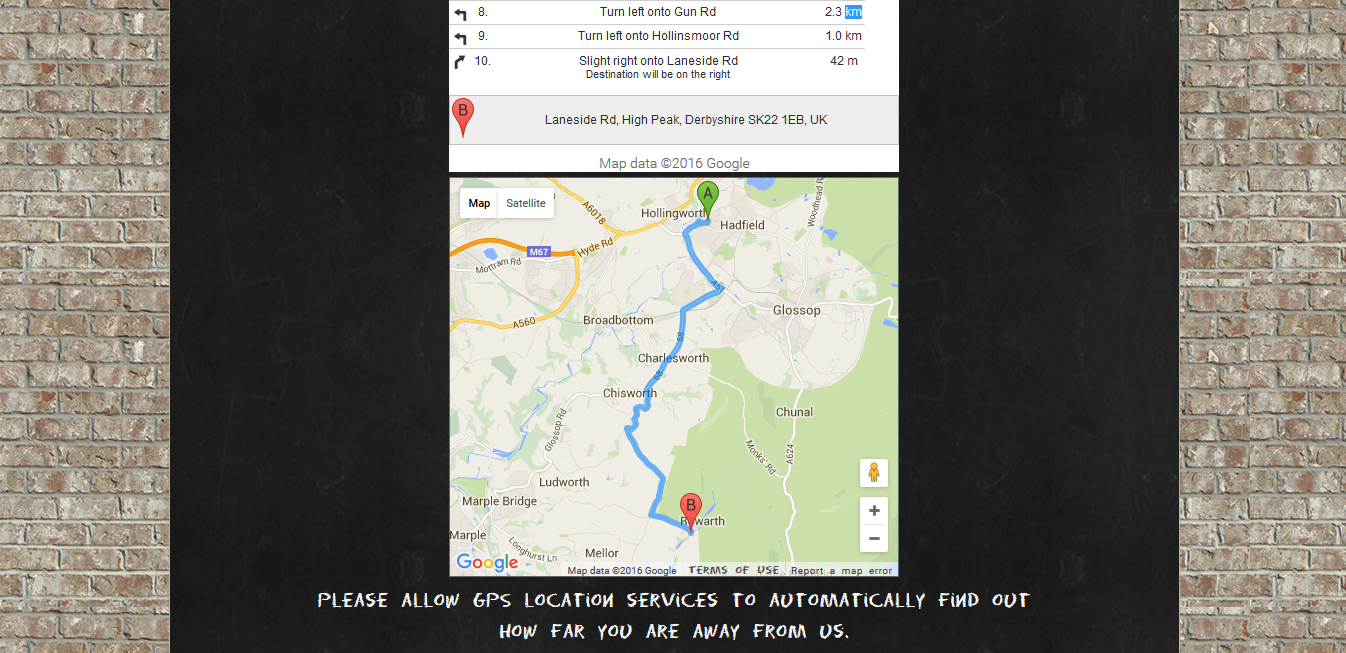 8. Turn left onto Gun Rd 2.3 km
9. Turn left onto Hollinsmoor Rd 1.0 km
10. Slight right onto Laneside Rd 42 m
Destination will be on the right
B Laneside Rd, High Peak, Derbyshire SK22 1EB, UK
Map data ©2016 Google
Map Satellite
A
A6018
Hollingworth
Woodhead R
Hadfield
Hyde Rd
M67
Mottram Rd
A57
Glossop
A560
Broadbottom
68
Charlesworth
68
Chisworth
Chunal
Glossop Rd
Monks' Rd
A624
Ludworth
Marple Bridge
B
Rowarth
+
Marple
Longhurst Ln
Mellor
−
Google
Map data ©2016 Google TERMS OF USE Report a map error
PLEASE ALLOW GPS LOCATION SERVICES TO AUTOMATICALLY FIND OUT
HOW FAR YOU ARE AWAY FROM US.